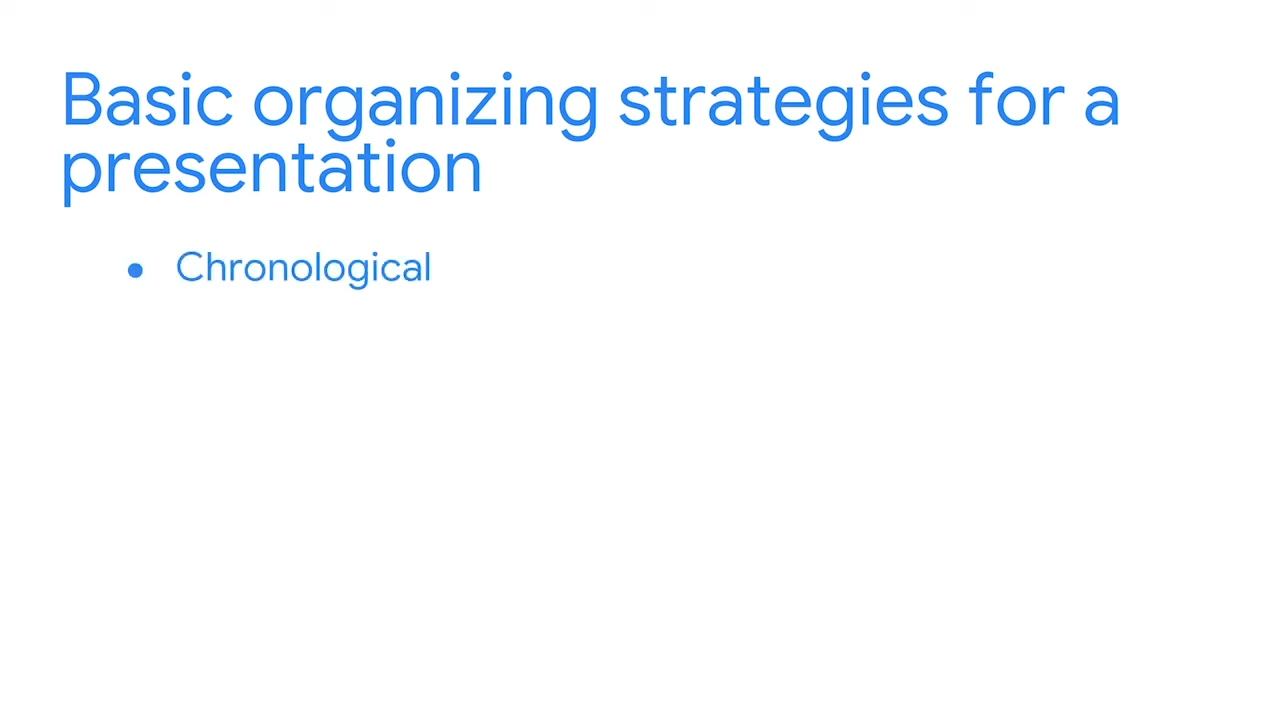 Basic organizing strategies for a
presentation
● Chronological